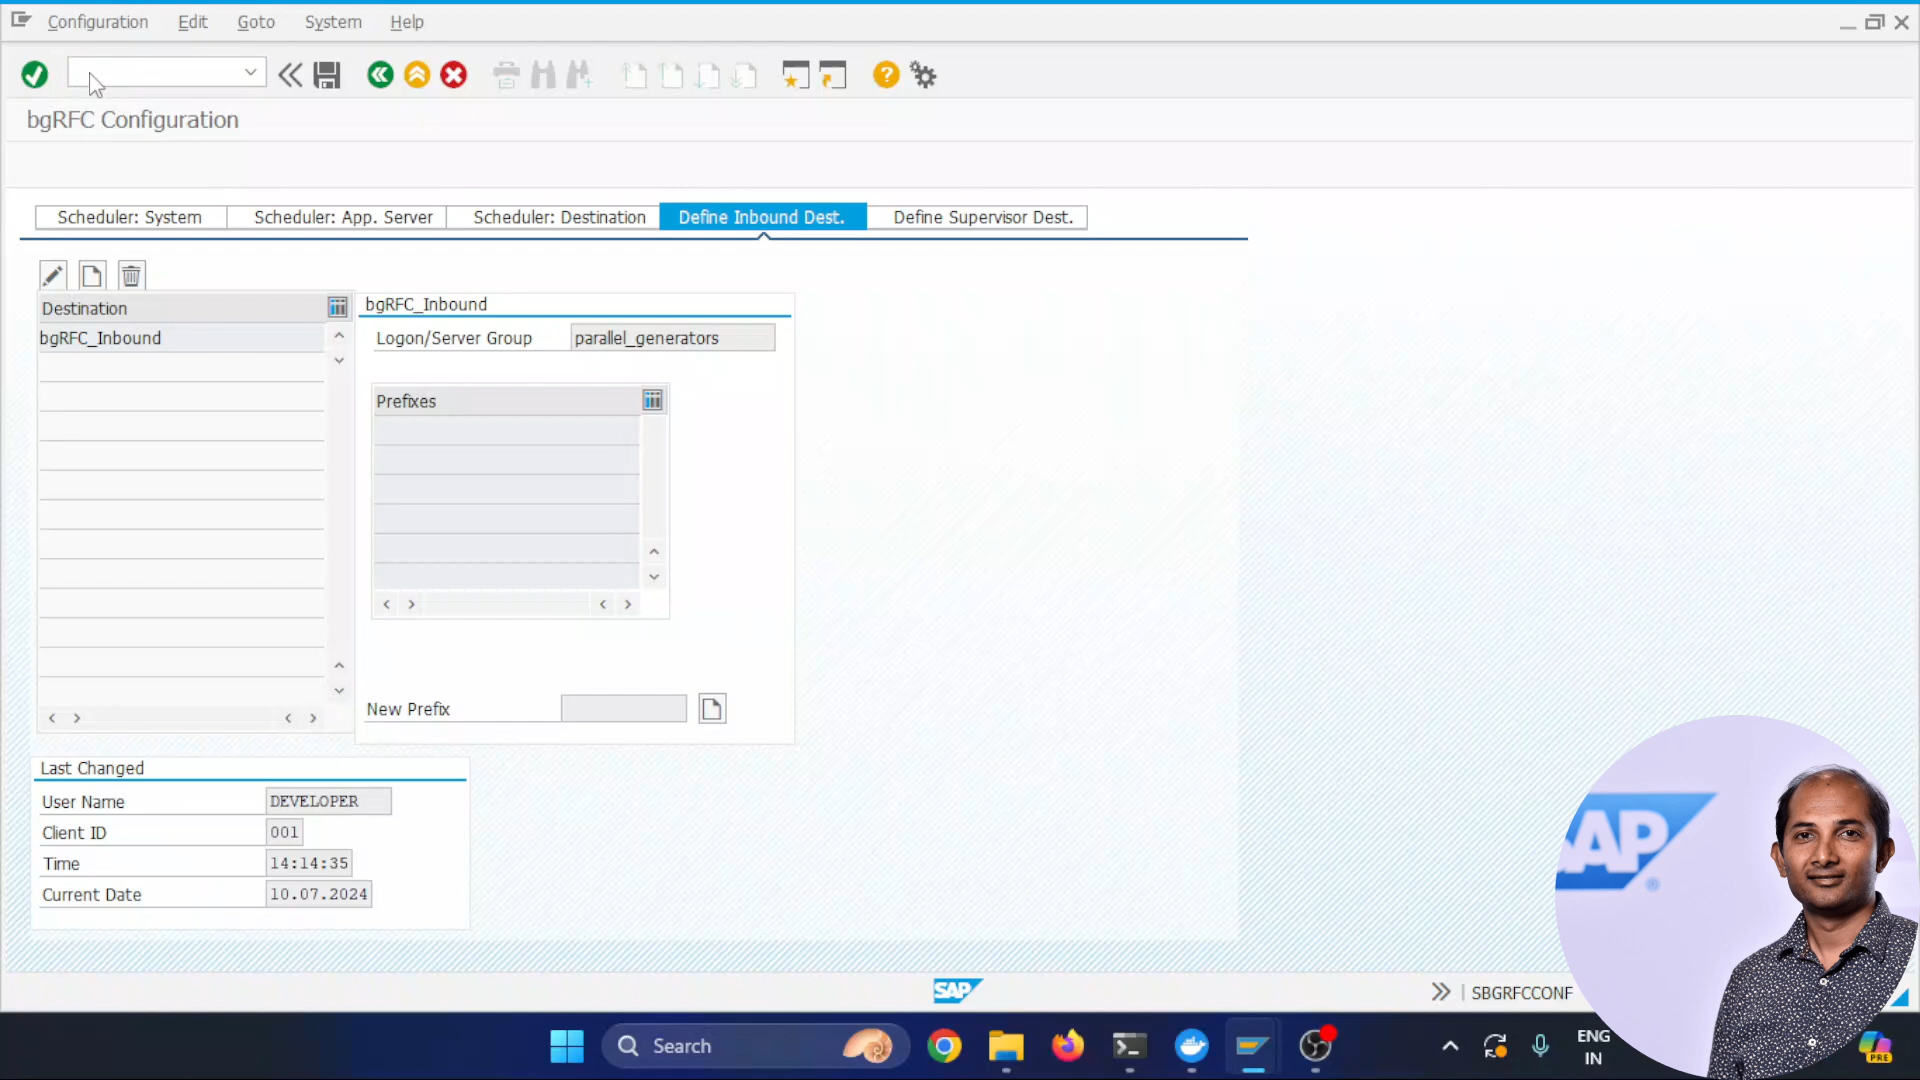 Configuration Edit Goto System Help
bgRFC Configuration
Scheduler: System Scheduler: App. Server Scheduler: Destination Define Inbound Dest. Define Supervisor Dest.
Destination
bgRFC_Inbound
bgRFC_Inbound
Logon/Server Group parallel_generators
Prefixes
New Prefix
Last Changed
User Name DEVELOPER
Client ID 001
Time 14:14:35
Current Date 10.07.2024
SAP
SBGRFCCONF
SAP
Search
ENG
IN
PRE